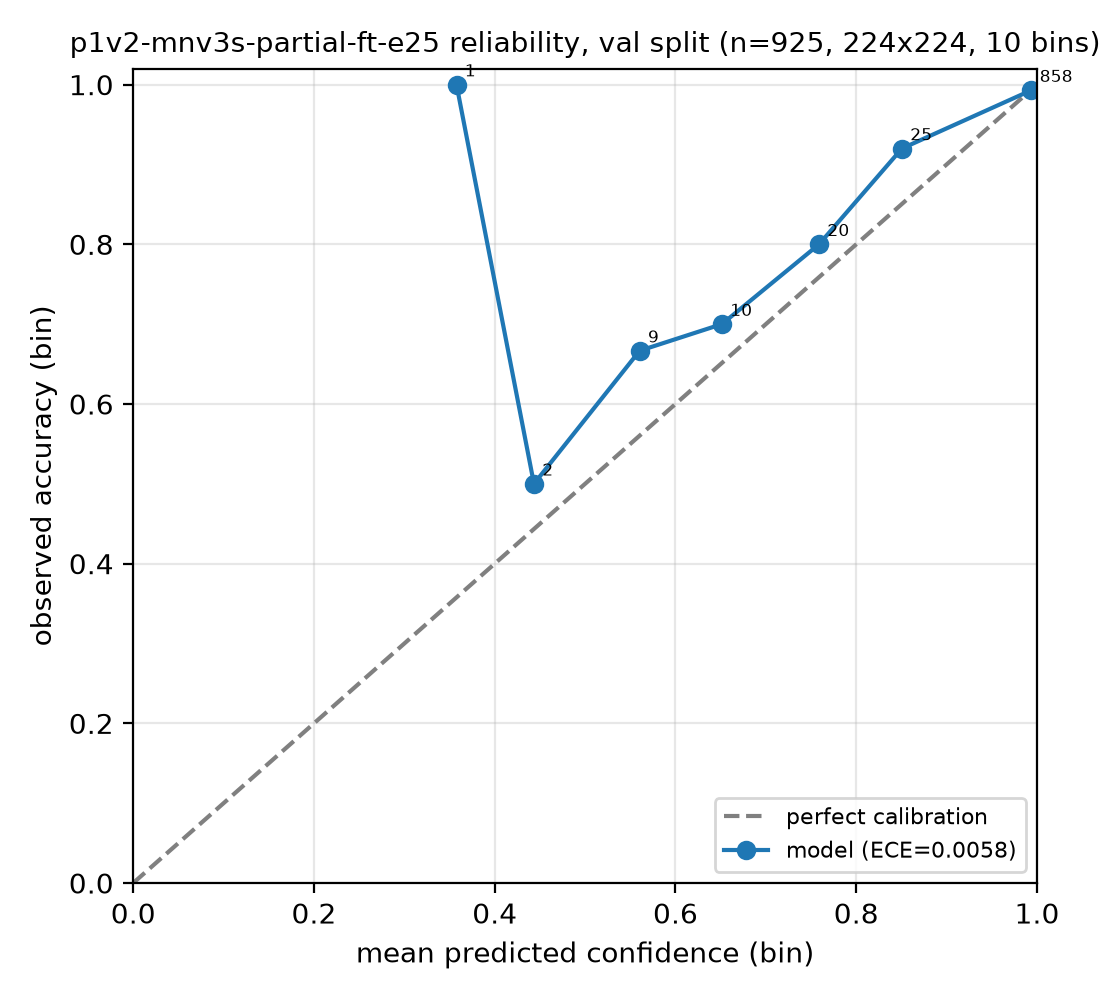 p1v2-mnv3s-partial-ft-e25 reliability, val split (n=925, 224x224, 10 bins)
1
858
1.0
25
0.8
20
10
9
0.6
2
0.4
0.2
0.0
observed accuracy (bin)
perfect calibration
model (ECE=0.0058)
0.0 0.2 0.4 0.6 0.8 1.0
mean predicted confidence (bin)